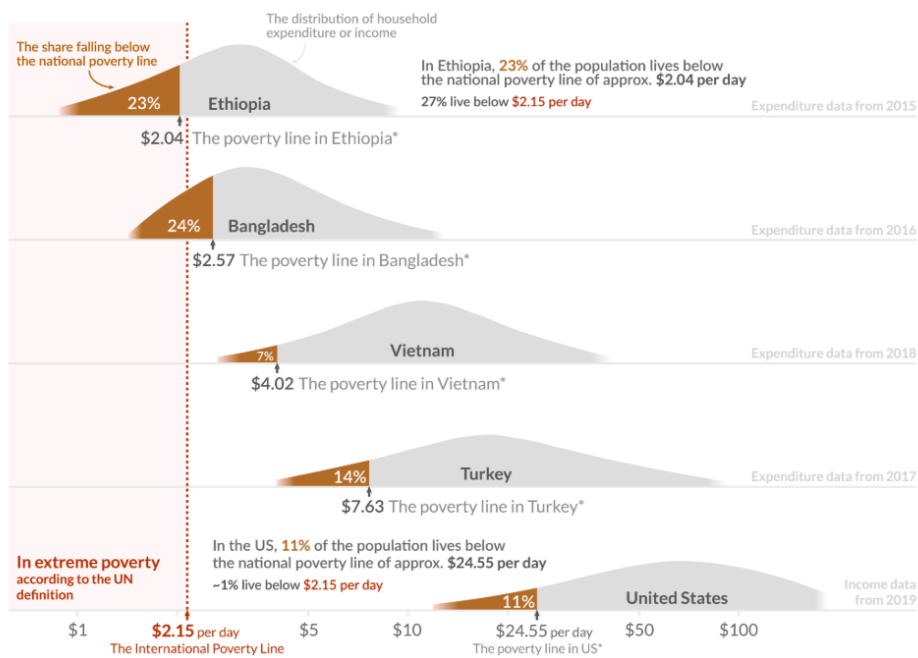 The distribution of household
expenditure or income
The share falling below
the national poverty line
In Ethiopia, 23% of the population lives below
the national poverty line of approx. $2.04 per day
27% live below $2.15 per day
23%
Ethiopia
Expenditure data from 2015
$2.04 The poverty line in Ethiopia*
24%
Bangladesh
Expenditure data from 2016
$2.57 The poverty line in Bangladesh*
7%
Vietnam
Expenditure data from 2018
$4.02 The poverty line in Vietnam*
14%
Turkey
Expenditure data from 2017
$7.63 The poverty line in Turkey*
In the US, 11% of the population lives below
the national poverty line of approx. $24.55 per day
~1% live below $2.15 per day
In extreme poverty
according to the UN
definition
11%
United States
Income data
from 2019
$1
$2.15 per day
The International Poverty Line
$5
$10
$24.55 per day
The poverty line in US*
$50
$100